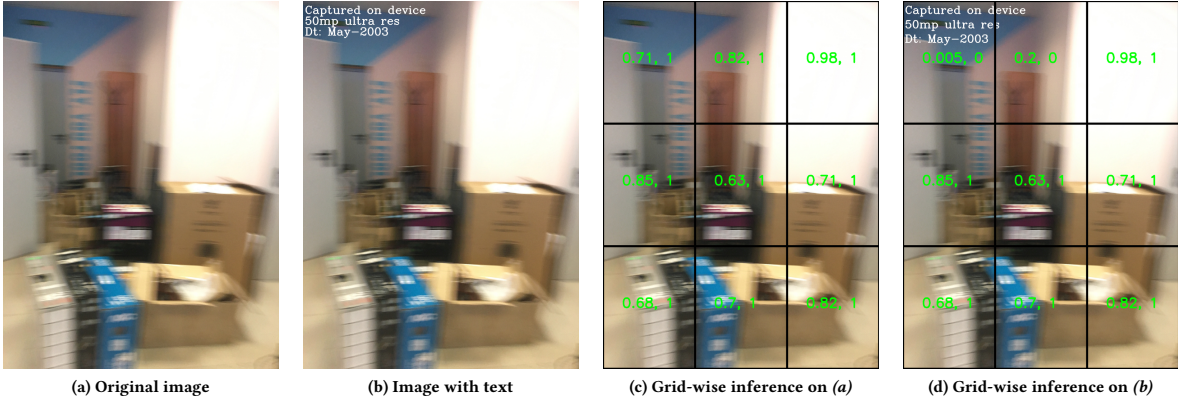 Captured on device
50mp ultra res
Dt: May-2003
Captured on device
50mp ultra res
Dt: May-2003
0.71, 1
0.82, 1
0.98, 1
0.005, 0
0.2, 0
0.98, 1
0.85, 1
0.63, 1
0.71, 1
0.85, 1
0.63, 1
0.71, 1
0.68, 1
0.7, 1
0.82, 1
0.68, 1
0.7, 1
0.82, 1
(a) Original image
(b) Image with text
(c) Grid-wise inference on (a)
(d) Grid-wise inference on (b)